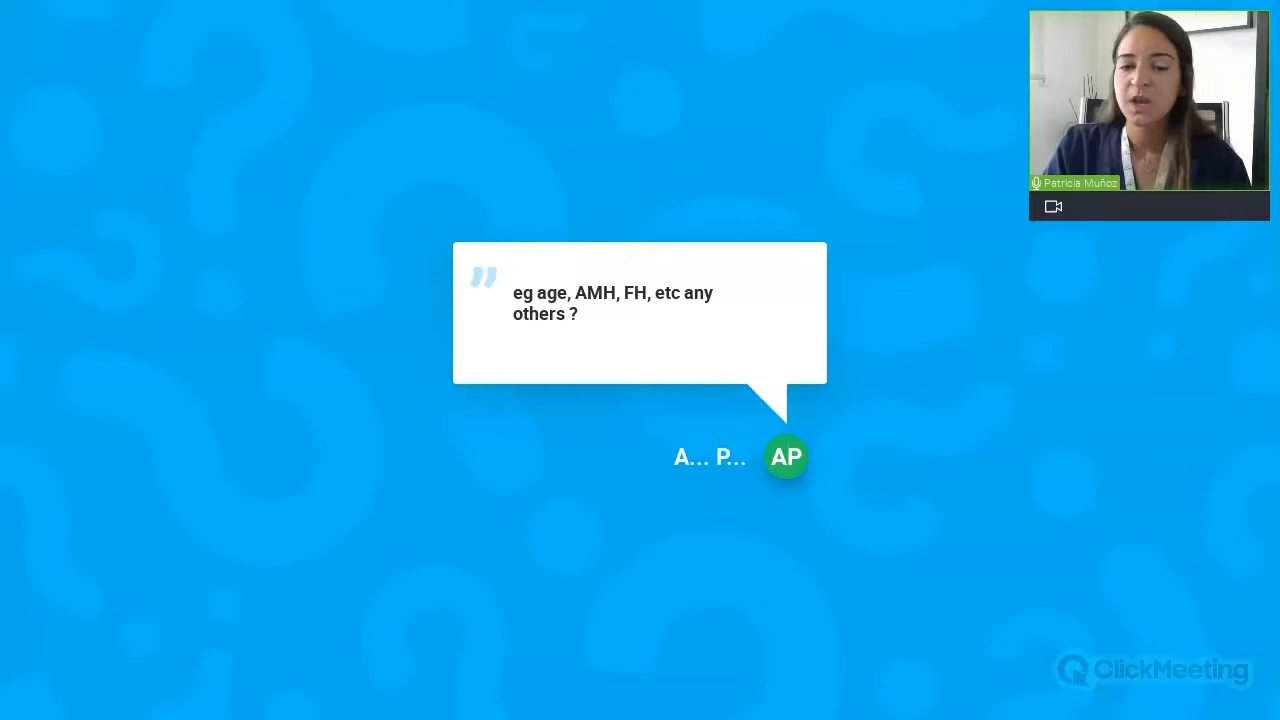 Patricia Muñoz
eg age, AMH, FH, etc any
others ?
A... P...
AP
ClickMeeting